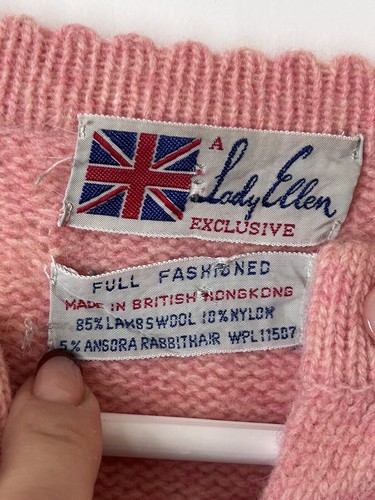 A
Lady Ellen
EXCLUSIVE
FULL FASHIONED
MADE IN BRITISH HONGKONG
85% LAMBSWOOL 10% NYLON
5% ANGORA RABBITHAIR WPL11507